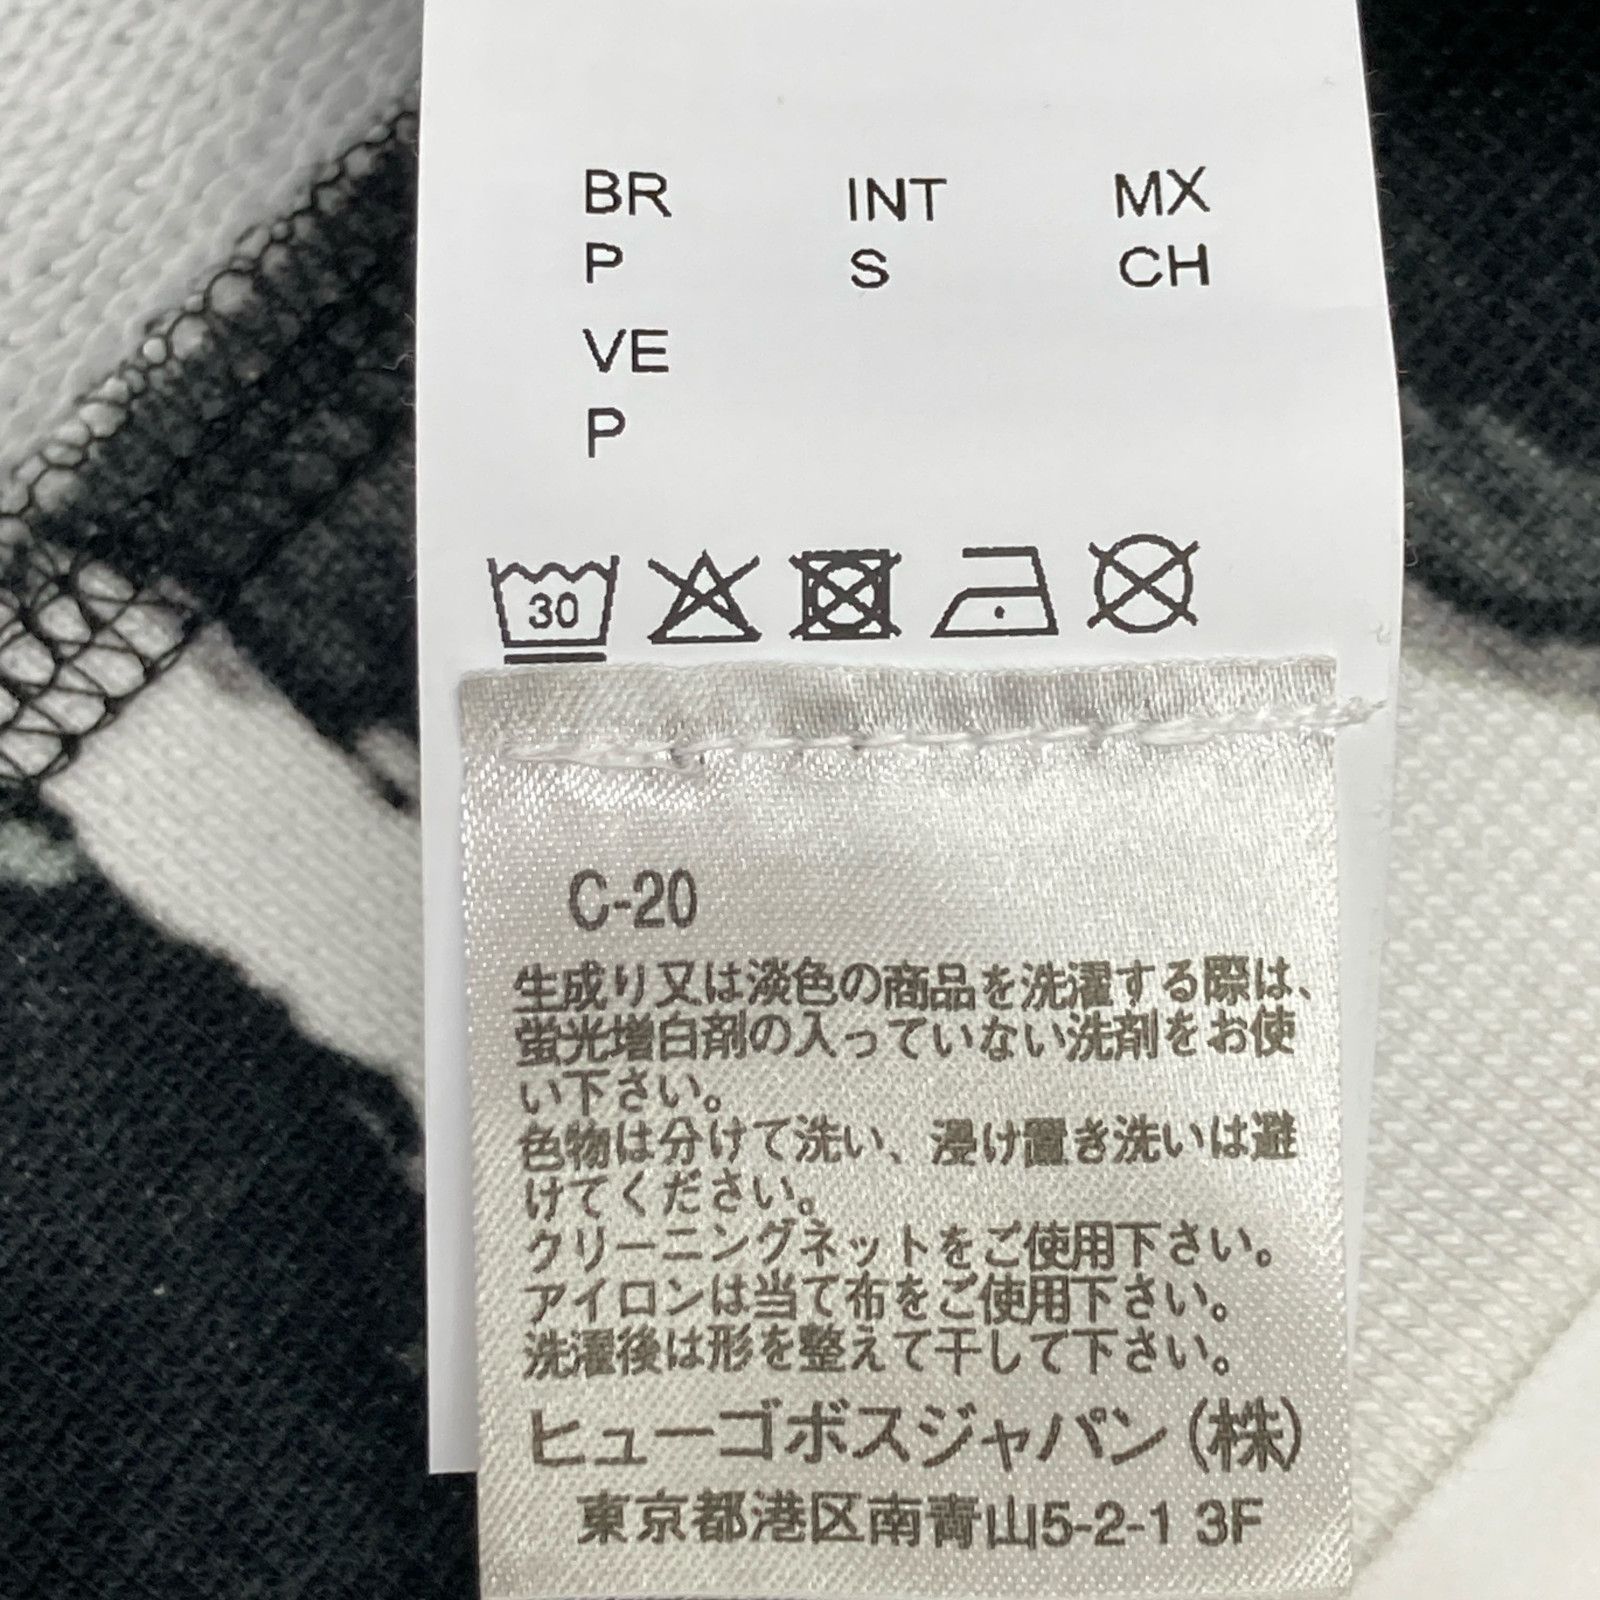 BR INT MX
P S CH
VE
P
30
C-20
生成り又は淡色の商品を洗濯する際は、
蛍光増白剤の入っていない洗剤をお使
い下さい。
色物は分けて洗い、浸け置き洗いは避
けてください。
クリーニングネットをご使用下さい。
アイロンは当て布をご使用下さい。
洗濯後は形を整えて干して下さい。
ヒューゴボスジャパン(株)
東京都港区南青山5-2-1 3F